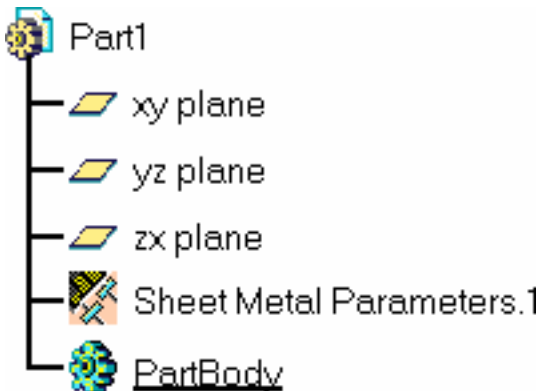 Part1
xy plane
yz plane
zx plane
Sheet Metal Parameters.1
PartBody